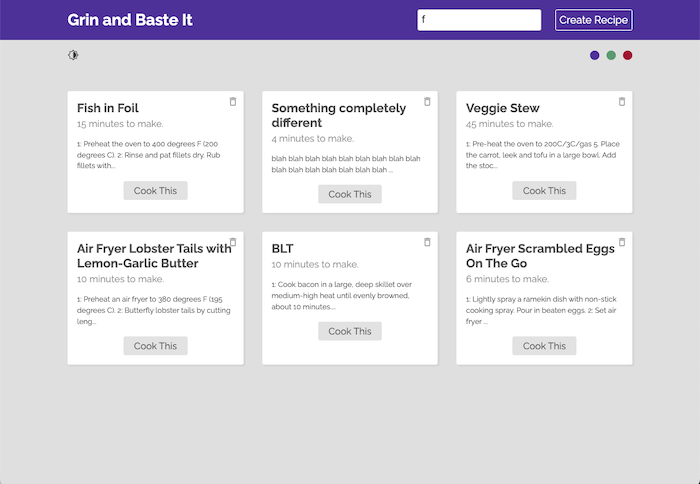 Grin and Baste It
f
Create Recipe
Fish in Foil
15 minutes to make.
1: Preheat the oven to 400 degrees F (200
degrees C). 2: Rinse and pat fillets dry. Rub
fillets with...
Cook This
Something completely
different
4 minutes to make.
blah blah blah blah blah blah blah blah blah
blah blah blah blah blah blah blah ...
Cook This
Veggie Stew
45 minutes to make.
1: Pre-heat the oven to 200C/3C/gas 5. Place
the carrot, leek and tofu in a large bowl. Add
the stoc...
Cook This
Air Fryer Lobster Tails with
Lemon-Garlic Butter
10 minutes to make.
1: Preheat an air fryer to 380 degrees F (195
degrees C). 2: Butterfly lobster tails by cutting
leng...
Cook This
BLT
10 minutes to make.
1: Cook bacon in a large, deep skillet over
medium-high heat until evenly browned,
about 10 minutes....
Cook This
Air Fryer Scrambled Eggs
On The Go
6 minutes to make.
1: Lightly spray a ramekin dish with non-stick
cooking spray. Pour in beaten eggs. 2: Set air
fryer ...
Cook This